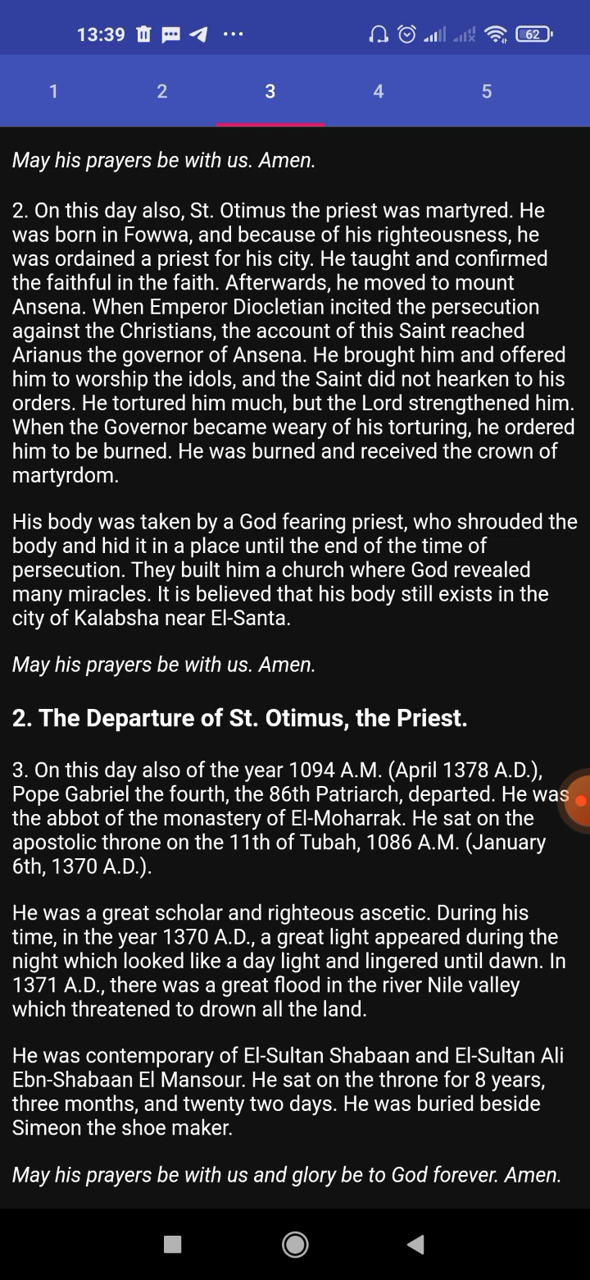 13:39
62
1 2 3 4 5
May his prayers be with us. Amen.
2. On this day also, St. Otimus the priest was martyred. He
was born in Fowwa, and because of his righteousness, he
was ordained a priest for his city. He taught and confirmed
the faithful in the faith. Afterwards, he moved to mount
Ansena. When Emperor Diocletian incited the persecution
against the Christians, the account of this Saint reached
Arianus the governor of Ansena. He brought him and offered
him to worship the idols, and the Saint did not hearken to his
orders. He tortured him much, but the Lord strengthened him.
When the Governor became weary of his torturing, he ordered
him to be burned. He was burned and received the crown of
martyrdom.
His body was taken by a God fearing priest, who shrouded the
body and hid it in a place until the end of the time of
persecution. They built him a church where God revealed
many miracles. It is believed that his body still exists in the
city of Kalabsha near El-Santa.
May his prayers be with us. Amen.
2. The Departure of St. Otimus, the Priest.
3. On this day also of the year 1094 A.M. (April 1378 A.D.),
Pope Gabriel the fourth, the 86th Patriarch, departed. He was
the abbot of the monastery of El-Moharrak. He sat on the
apostolic throne on the 11th of Tubah, 1086 A.M. (January
6th, 1370 A.D.).
He was a great scholar and righteous ascetic. During his
time, in the year 1370 A.D., a great light appeared during the
night which looked like a day light and lingered until dawn. In
1371 A.D., there was a great flood in the river Nile valley
which threatened to drown all the land.
He was contemporary of El-Sultan Shabaan and El-Sultan Ali
Ebn-Shabaan El Mansour. He sat on the throne for 8 years,
three months, and twenty two days. He was buried beside
Simeon the shoe maker.
May his prayers be with us and glory be to God forever. Amen.